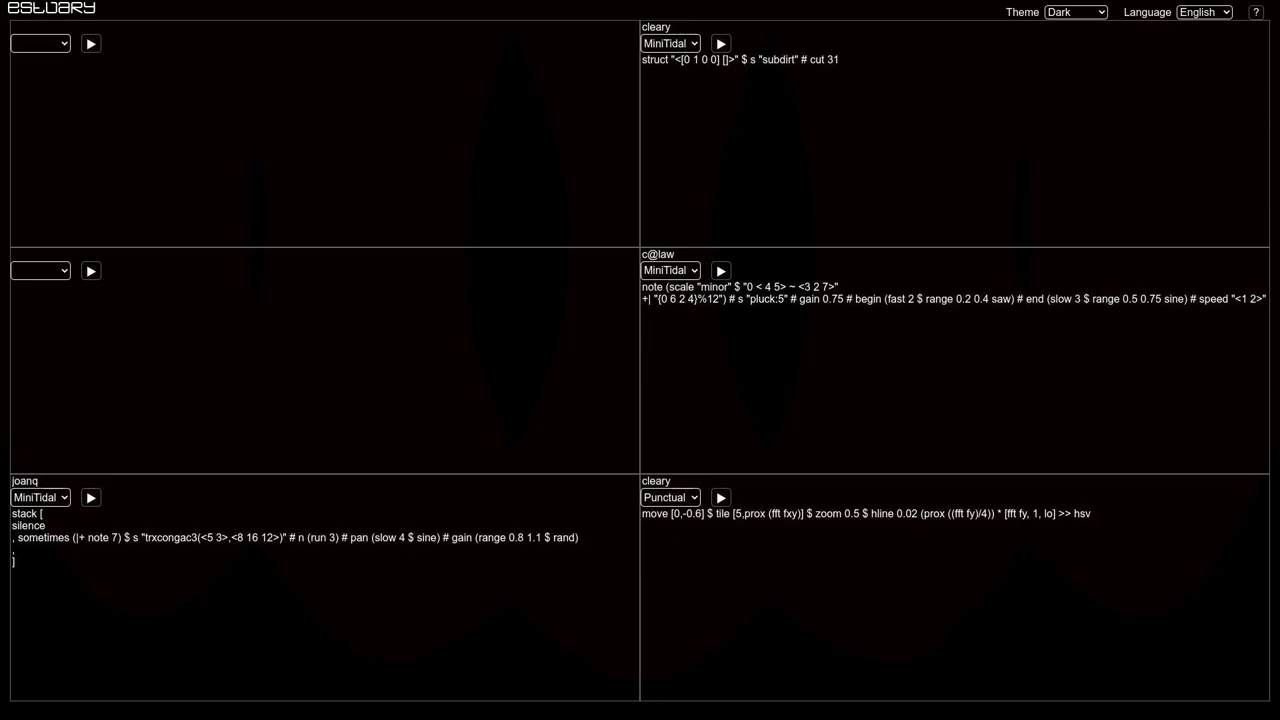 estuary
Theme Dark Language English ?
cleary
MiniTidal
struct "<[0 1 0 0] []>" $ s "subdirt" # cut 31
c@law
MiniTidal
note (scale "minor" $ "0 < 4 5> ~ <3 2 7>"
+| "{0 6 2 4}%12") # s "pluck:5" # gain 0.75 # begin (fast 2 $ range 0.2 0.4 saw) # end (slow 3 $ range 0.5 0.75 sine) # speed "<1 2>"
joanq
MiniTidal
stack [
silence
, sometimes (|+ note 7) $ s "trxcongac3(<5 3>,<8 16 12>)" # n (run 3) # pan (slow 4 $ sine) # gain (range 0.8 1.1 $ rand)
,
]
cleary
Punctual
move [0,-0.6] $ tile [5,prox (fft fxy)] $ zoom 0.5 $ hline 0.02 (prox ((fft fy)/4)) * [fft fy, 1, lo] >> hsv